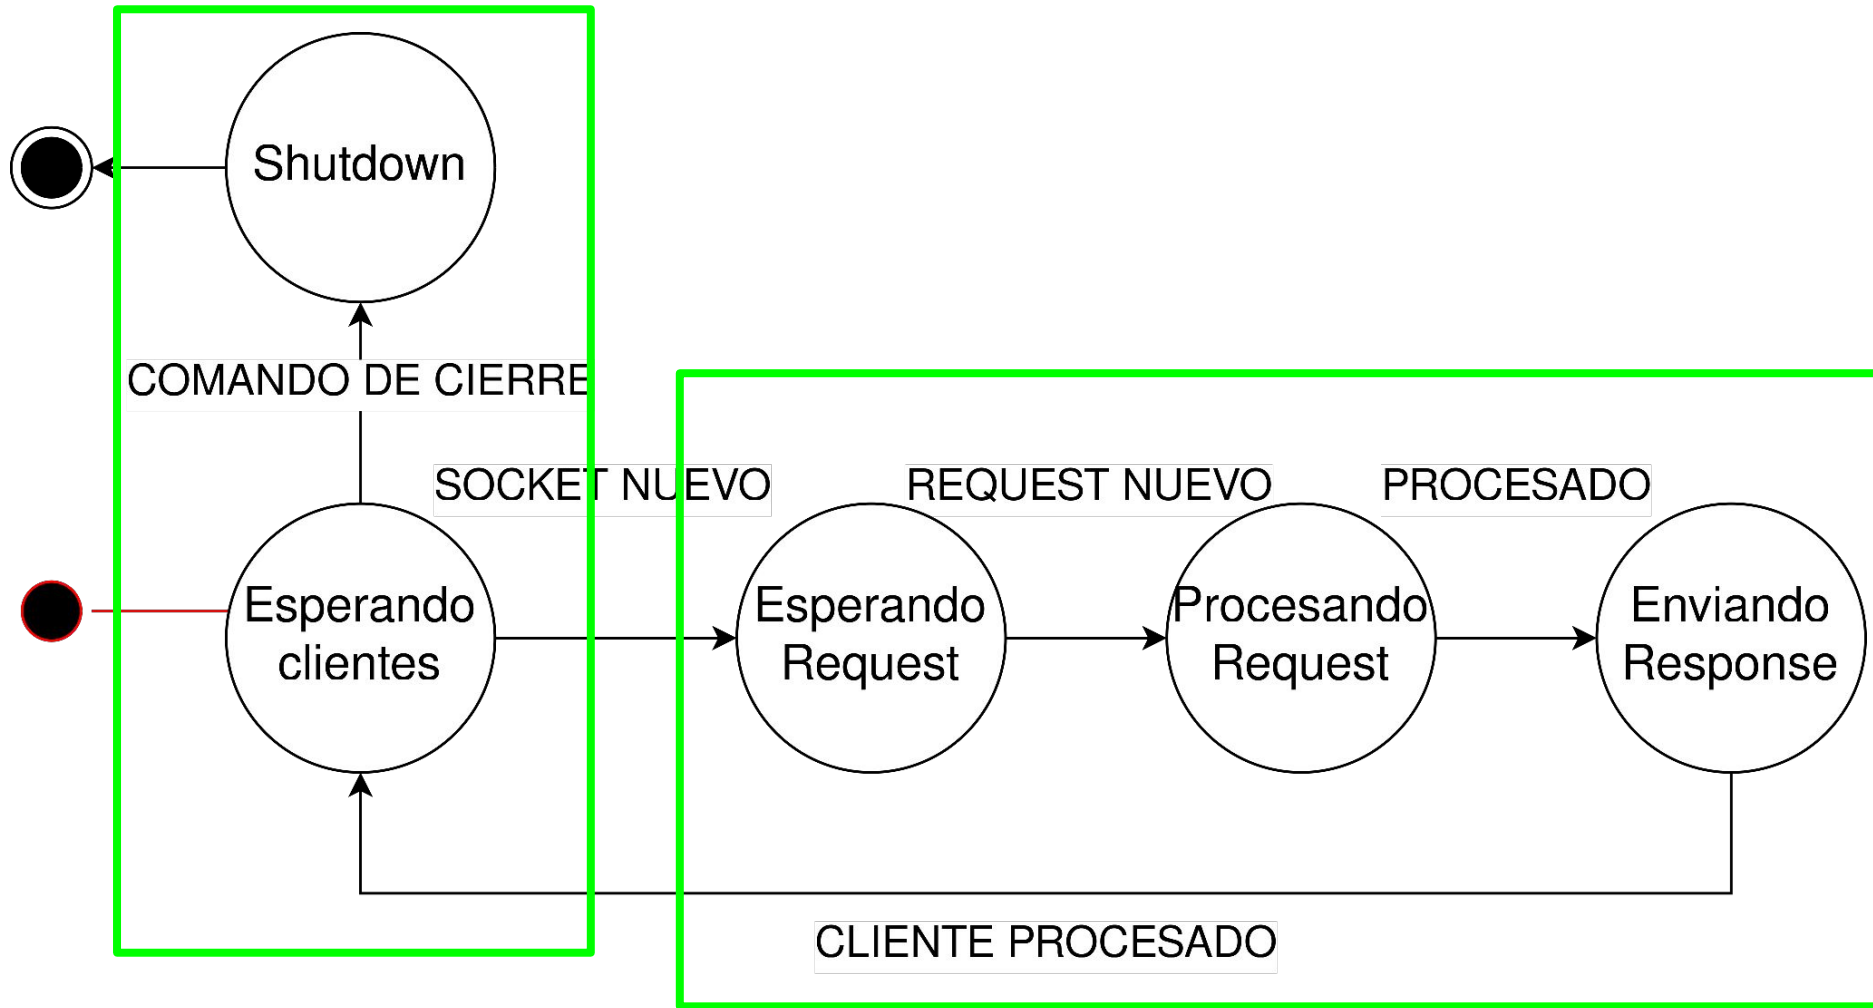 Shutdown
COMANDO DE CIERRE
SOCKET NUEVO
REQUEST NUEVO
PROCESADO
Esperando
clientes
Esperando
Request
Procesando
Request
Enviando
Response
CLIENTE PROCESADO